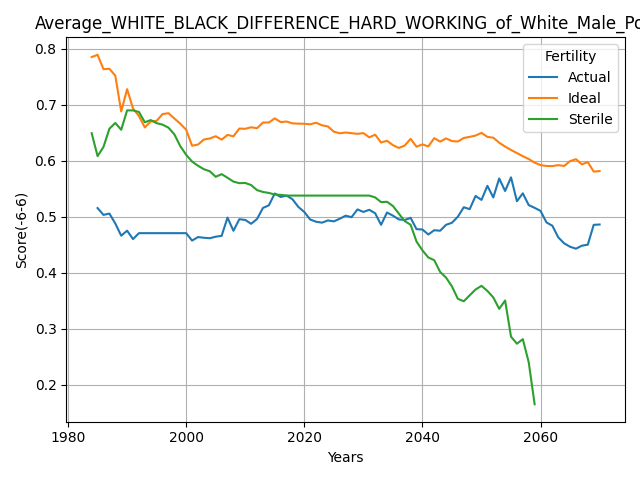 Average_WHITE_BLACK_DIFFERENCE_HARD_WORKING_of_White_Male_Po
Fertility
Actual
Ideal
Sterile
Score(-6-6)
0.8
0.7
0.6
0.5
0.4
0.3
0.2
1980
2000
2020
2040
2060
Years